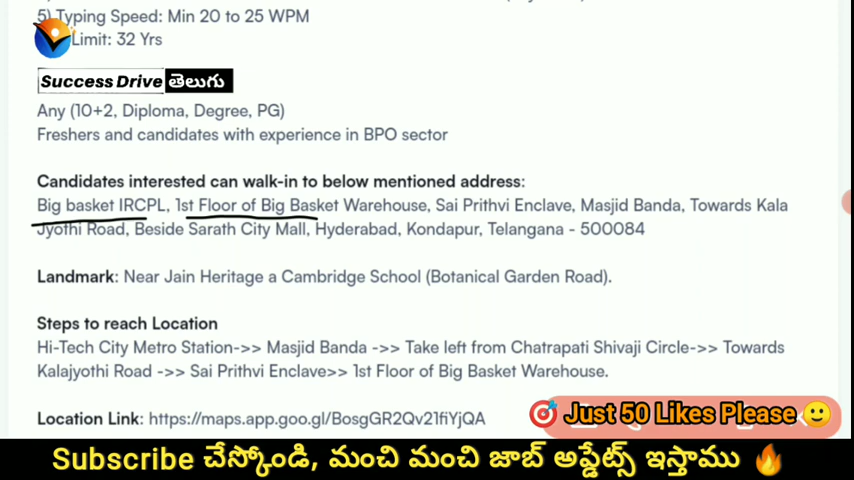 5) Typing Speed: Min 20 to 25 WPM
Limit: 32 Yrs
Success Drive తెలుగు
Any (10+2, Diploma, Degree, PG)
Freshers and candidates with experience in BPO sector
Candidates interested can walk-in to below mentioned address:
Big basket IRCPL, 1st Floor of Big Basket Warehouse, Sai Prithvi Enclave, Masjid Banda, Towards Kala
Jyothi Road, Beside Sarath City Mall, Hyderabad, Kondapur, Telangana - 500084
Landmark: Near Jain Heritage a Cambridge School (Botanical Garden Road).
Steps to reach Location
Hi-Tech City Metro Station->> Masjid Banda ->> Take left from Chatrapati Shivaji Circle->> Towards
Kalajyothi Road ->> Sai Prithvi Enclave>> 1st Floor of Big Basket Warehouse.
Location Link: https://maps.app.goo.gl/BosgGR2Qv21fiYjQA
🎯 Just 50 Likes Please 🙂
Subscribe చేస్కోండి, మంచి మంచి జాబ్ అప్డేట్స్ ఇస్తాము 🔥